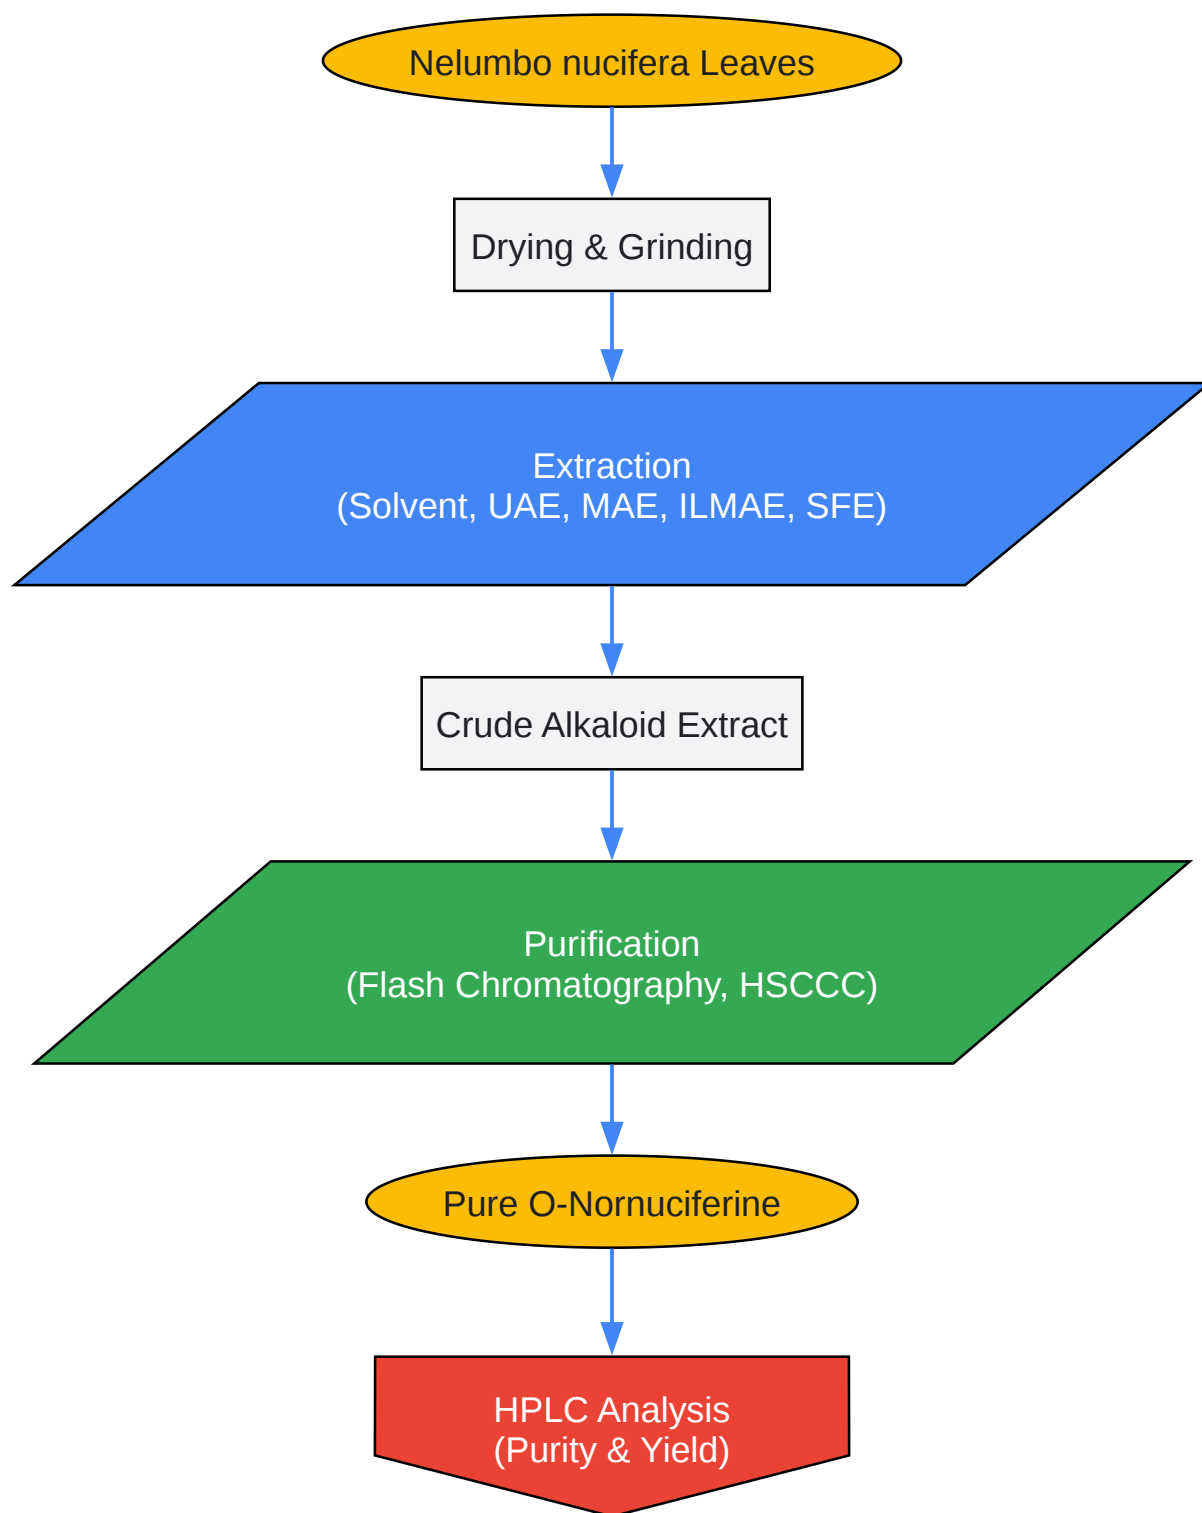 Nelumbo nucifera Leaves
Drying & Grinding
Extraction
(Solvent, UAE, MAE, ILMAE, SFE)
Crude Alkaloid Extract
Purification
(Flash Chromatography, HSCCC)
Pure O-Nornuciferine
HPLC Analysis
(Purity & Yield)